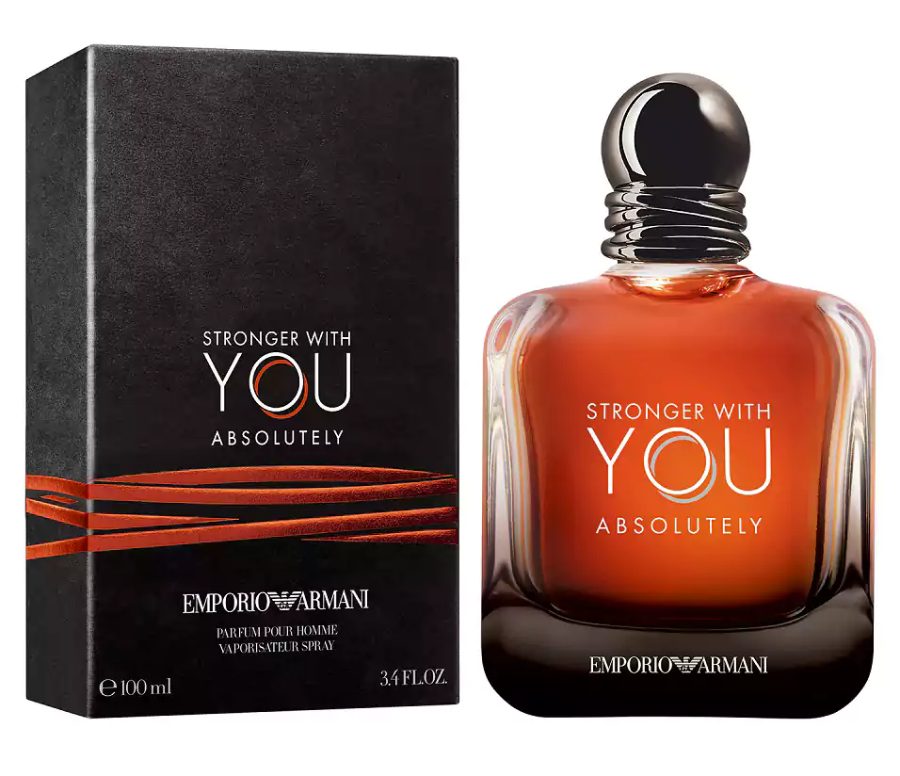 STRONGER WITH
YOU
ABSOLUTELY
EMPORIO ARMANI
PARFUM POUR HOMME
VAPORISATEUR SPRAY
℮ 100 ml
3.4 FL.OZ.
STRONGER WITH
YOU
ABSOLUTELY
EMPORIO ARMANI